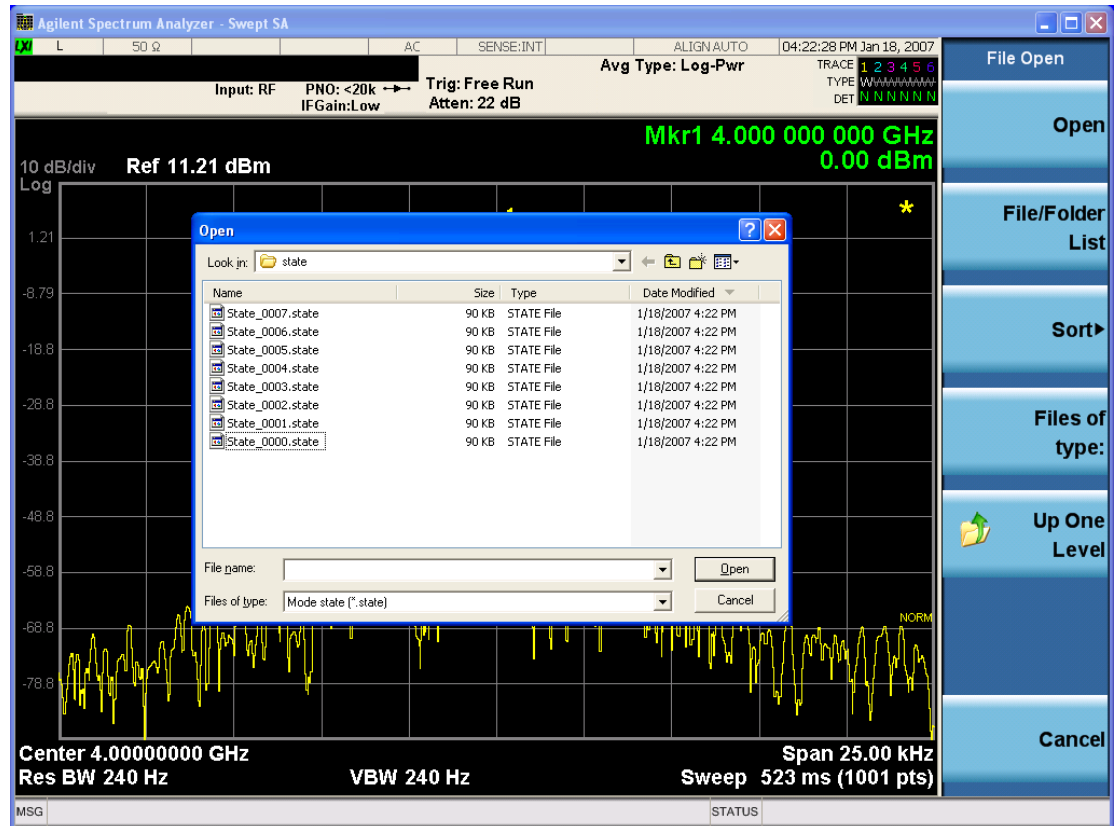 Agilent Spectrum Analyzer - Swept SA
LXI L 50 Ω AC SENSE:INT ALIGN AUTO 04:22:28 PM Jan 18, 2007
Input: RF PNO: <20k Trig: Free Run Avg Type: Log-Pwr TRACE 1 2 3 4 5 6
IFGain:Low Atten: 22 dB TYPE WWWWWW
DET N N N N N N
Mkr1 4.000 000 000 GHz
0.00 dBm
10 dB/div Ref 11.21 dBm
Log
1.21
-8.79
-18.8
-28.8
-38.8
-48.8
-58.8
-68.8
-78.8
NORM
Open
Look in: state
Name Size Type Date Modified
State_0007.state 90 KB STATE File 1/18/2007 4:22 PM
State_0006.state 90 KB STATE File 1/18/2007 4:22 PM
State_0005.state 90 KB STATE File 1/18/2007 4:22 PM
State_0004.state 90 KB STATE File 1/18/2007 4:22 PM
State_0003.state 90 KB STATE File 1/18/2007 4:22 PM
State_0002.state 90 KB STATE File 1/18/2007 4:22 PM
State_0001.state 90 KB STATE File 1/18/2007 4:22 PM
State_0000.state 90 KB STATE File 1/18/2007 4:22 PM
File name: Open
Files of type: Mode state (*.state) Cancel
Center 4.00000000 GHz Span 25.00 kHz
Res BW 240 Hz VBW 240 Hz Sweep 523 ms (1001 pts)
MSG STATUS
File Open
Open
File/Folder
List
Sort
Files of
type:
Up One
Level
Cancel